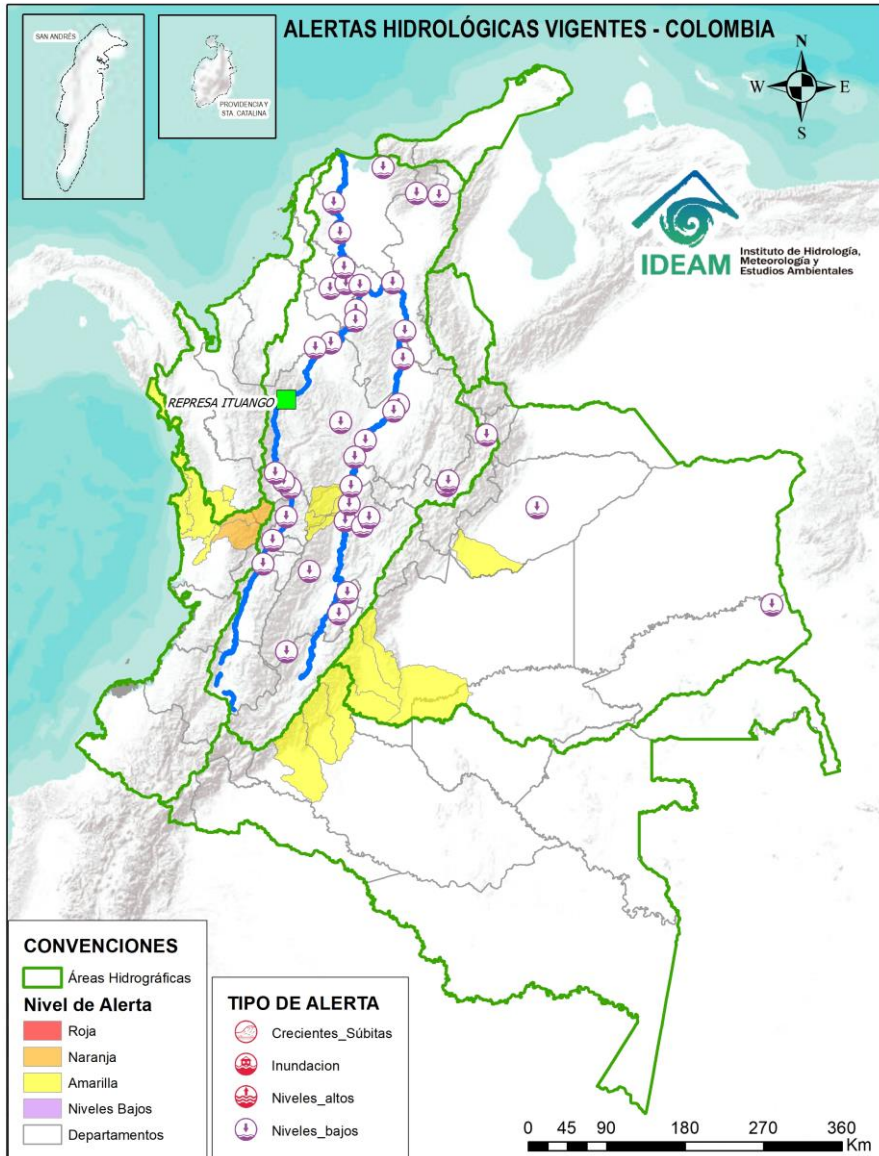 ALERTAS HIDROLÓGICAS VIGENTES - COLOMBIA
SAN ANDRÉS
PROVIDENCIA Y
STA. CATALINA
N
W
E
S
IDEAM
Instituto de Hidrología,
Meteorología y
Estudios Ambientales
REPRESA ITUANGO
CONVENCIONES
Áreas Hidrográficas
Nivel de Alerta
Roja
Naranja
Amarilla
Niveles Bajos
Departamentos
TIPO DE ALERTA
Crecientes_Súbitas
Inundacion
Niveles_altos
Niveles_bajos
0 45 90 180 270 360
Km